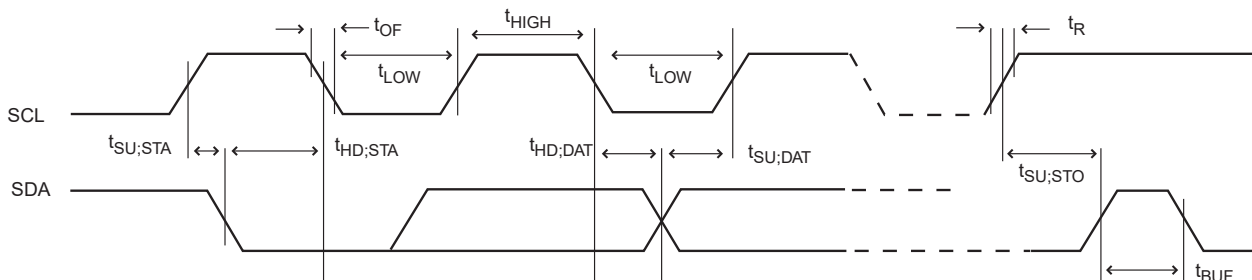 tOF
tHIGH
tR
tLOW
tLOW
SCL
tSU;STA
tHD;STA
tHD;DAT
tSU;DAT
tSU;STO
SDA
tBUF